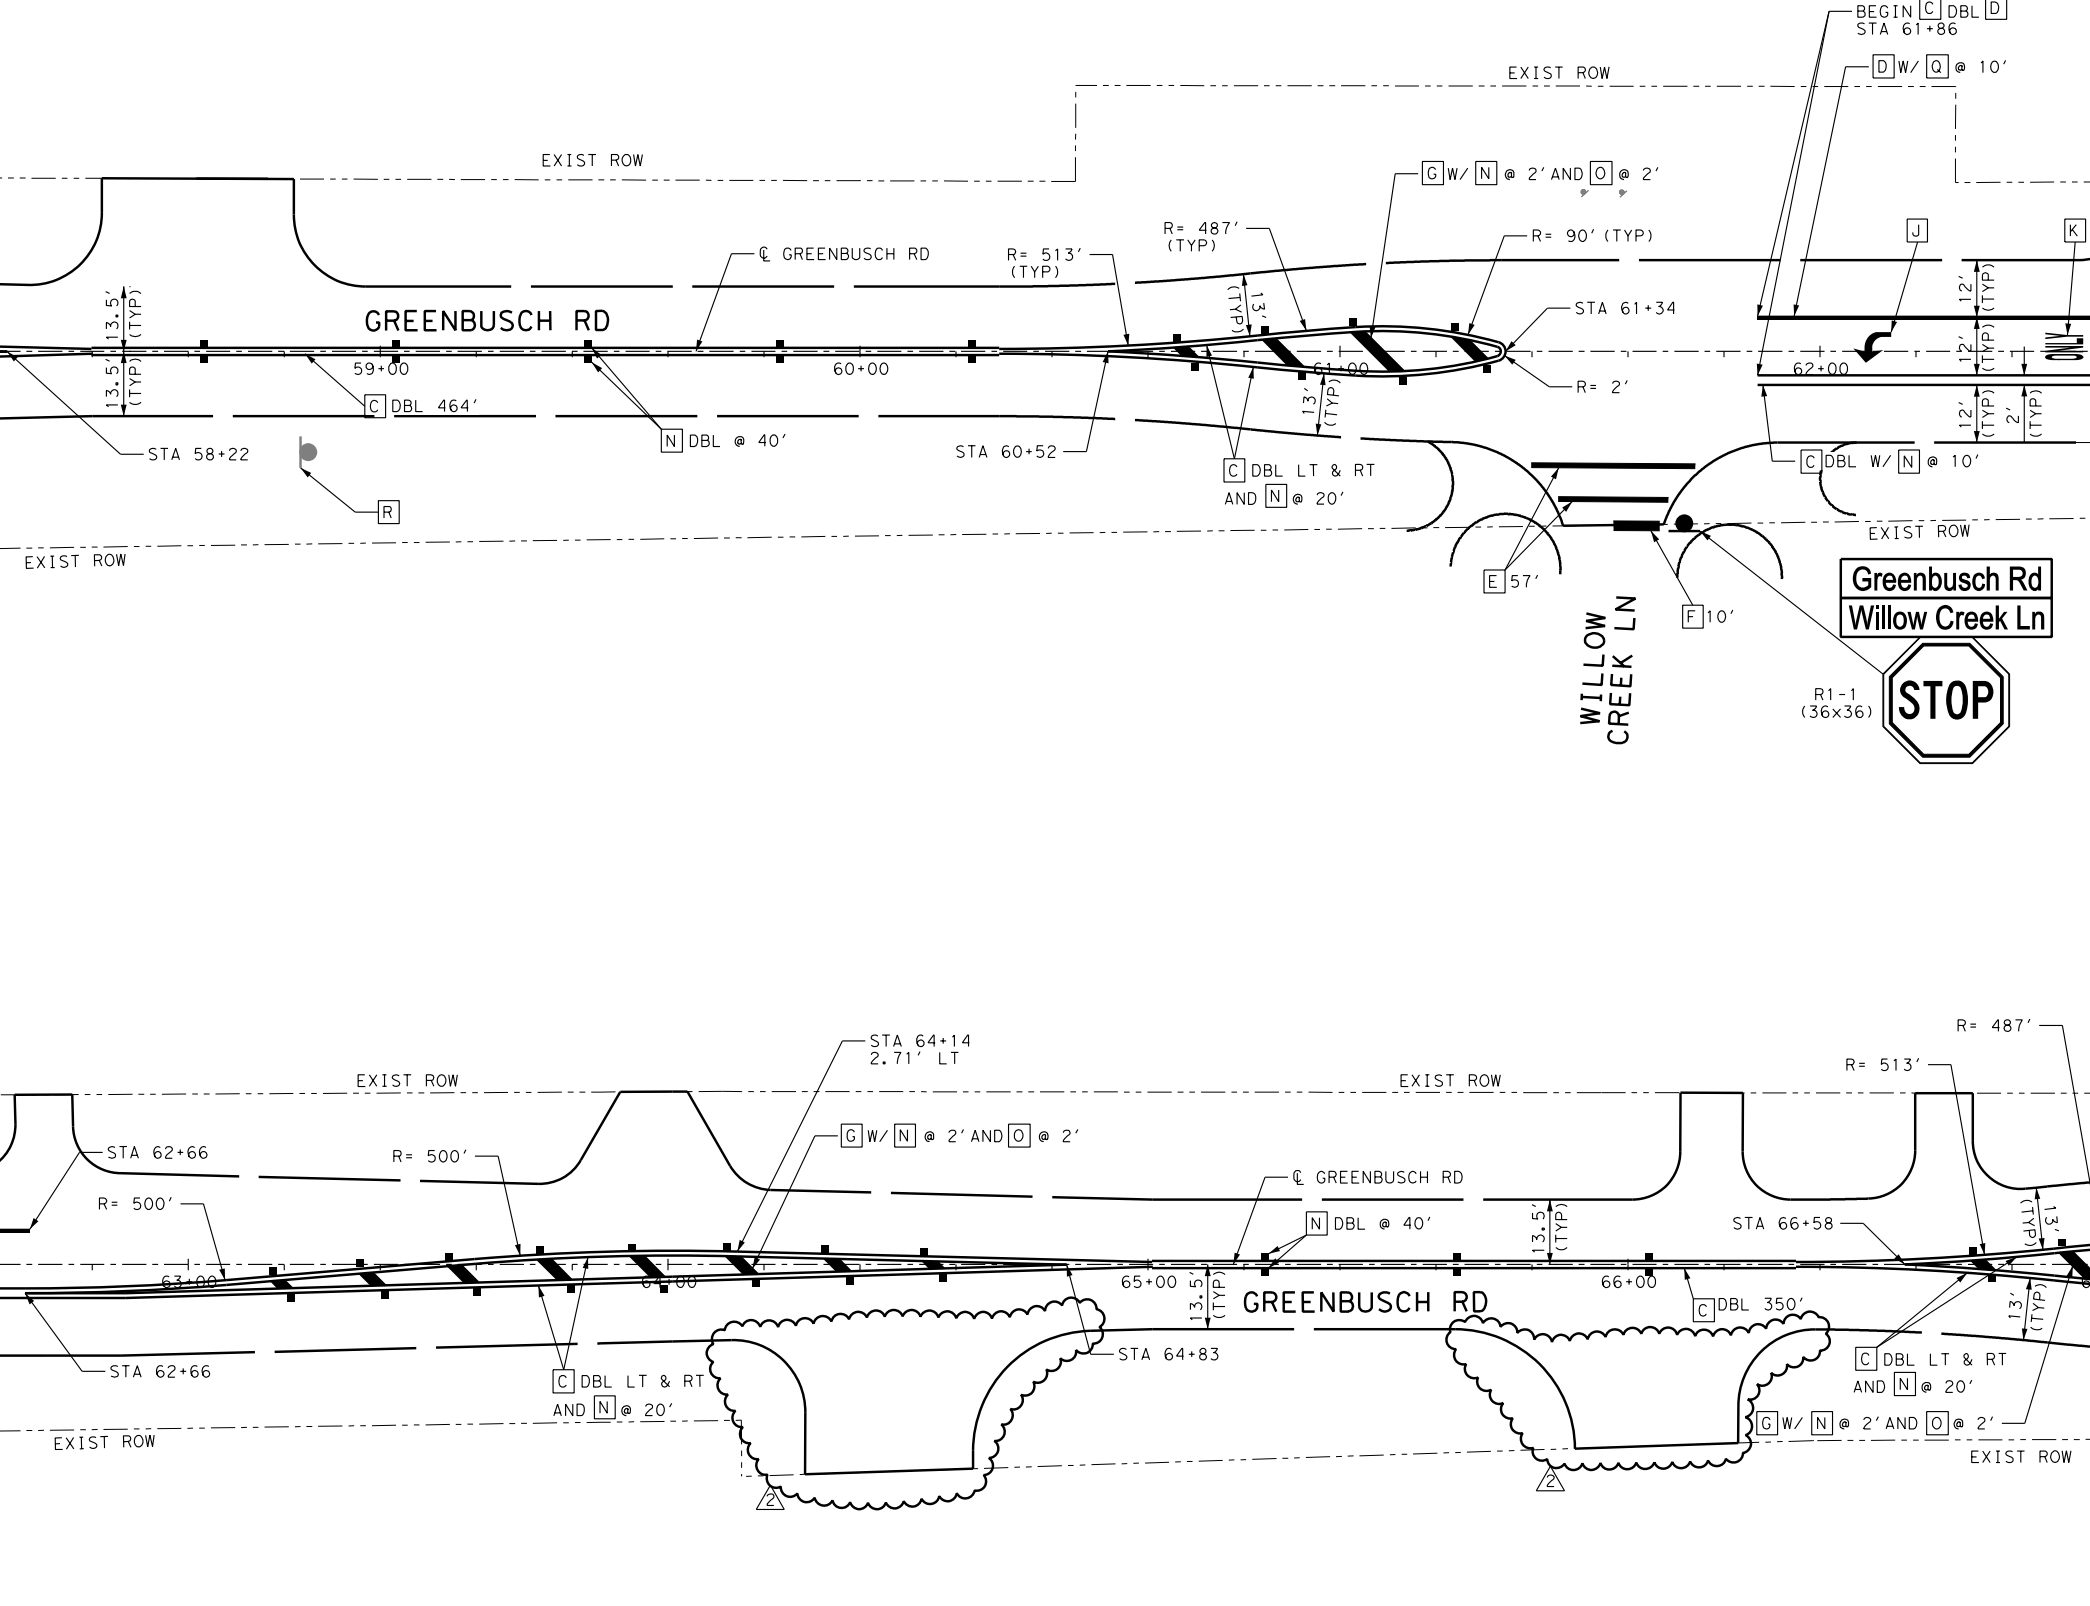 BEGIN C DBL D
STA 61+86
D W/ Q @ 10'
EXIST ROW
EXIST ROW
G W/ N @ 2' AND O @ 2'
R= 487'
(TYP)
R= 90' (TYP)
J
K
R= 513'
(TYP)
℄ GREENBUSCH RD
13.5'
(TYP)
GREENBUSCH RD
13'
(TYP)
STA 61+34
12'
(TYP)
12'
(TYP)
ONLY
59+00
60+00
61+00
62+00
13.5'
(TYP)
C DBL 464'
R= 2'
13'
(TYP)
12'
(TYP)
2'
(TYP)
STA 58+22
N DBL @ 40'
STA 60+52
C DBL LT & RT
AND N @ 20'
C DBL W/ N @ 10'
R
EXIST ROW
EXIST ROW
E 57'
F 10'
Greenbusch Rd
Willow Creek Ln
WILLOW
CREEK LN
R1-1
(36x36)
STOP
STA 64+14
2.71' LT
R= 487'
R= 513'
EXIST ROW
EXIST ROW
G W/ N @ 2' AND O @ 2'
STA 62+66
R= 500'
R= 500'
℄ GREENBUSCH RD
N DBL @ 40'
13.5'
(TYP)
STA 66+58
13'
(TYP)
63+00
64+00
65+00
66+00
13.5'
(TYP)
GREENBUSCH RD
C DBL 350'
13'
(TYP)
STA 62+66
STA 64+83
C DBL LT & RT
AND N @ 20'
C DBL LT & RT
AND N @ 20'
G W/ N @ 2' AND O @ 2'
EXIST ROW
EXIST ROW
2
2